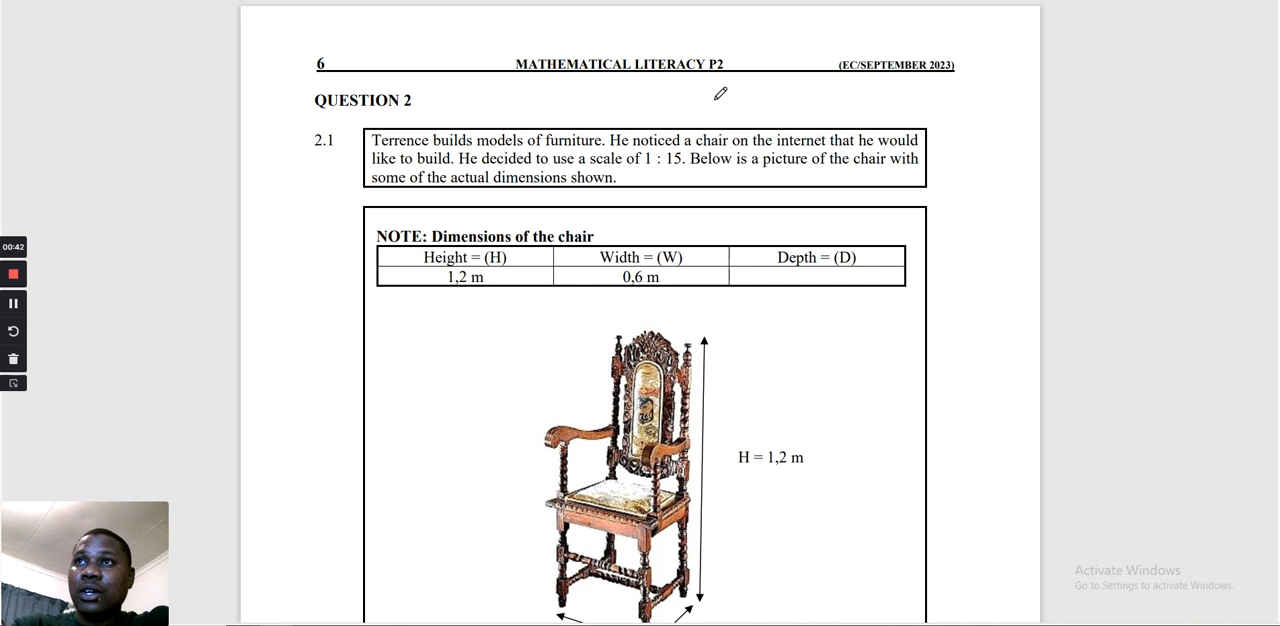 6 MATHEMATICAL LITERACY P2 (EC/SEPTEMBER 2023)
QUESTION 2
2.1 Terrence builds models of furniture. He noticed a chair on the internet that he would
like to build. He decided to use a scale of 1 : 15. Below is a picture of the chair with
some of the actual dimensions shown.
NOTE: Dimensions of the chair
Height = (H) Width = (W) Depth = (D)
1,2 m 0,6 m
00:42
H = 1,2 m
Activate Windows
Go to Settings to activate Windows.